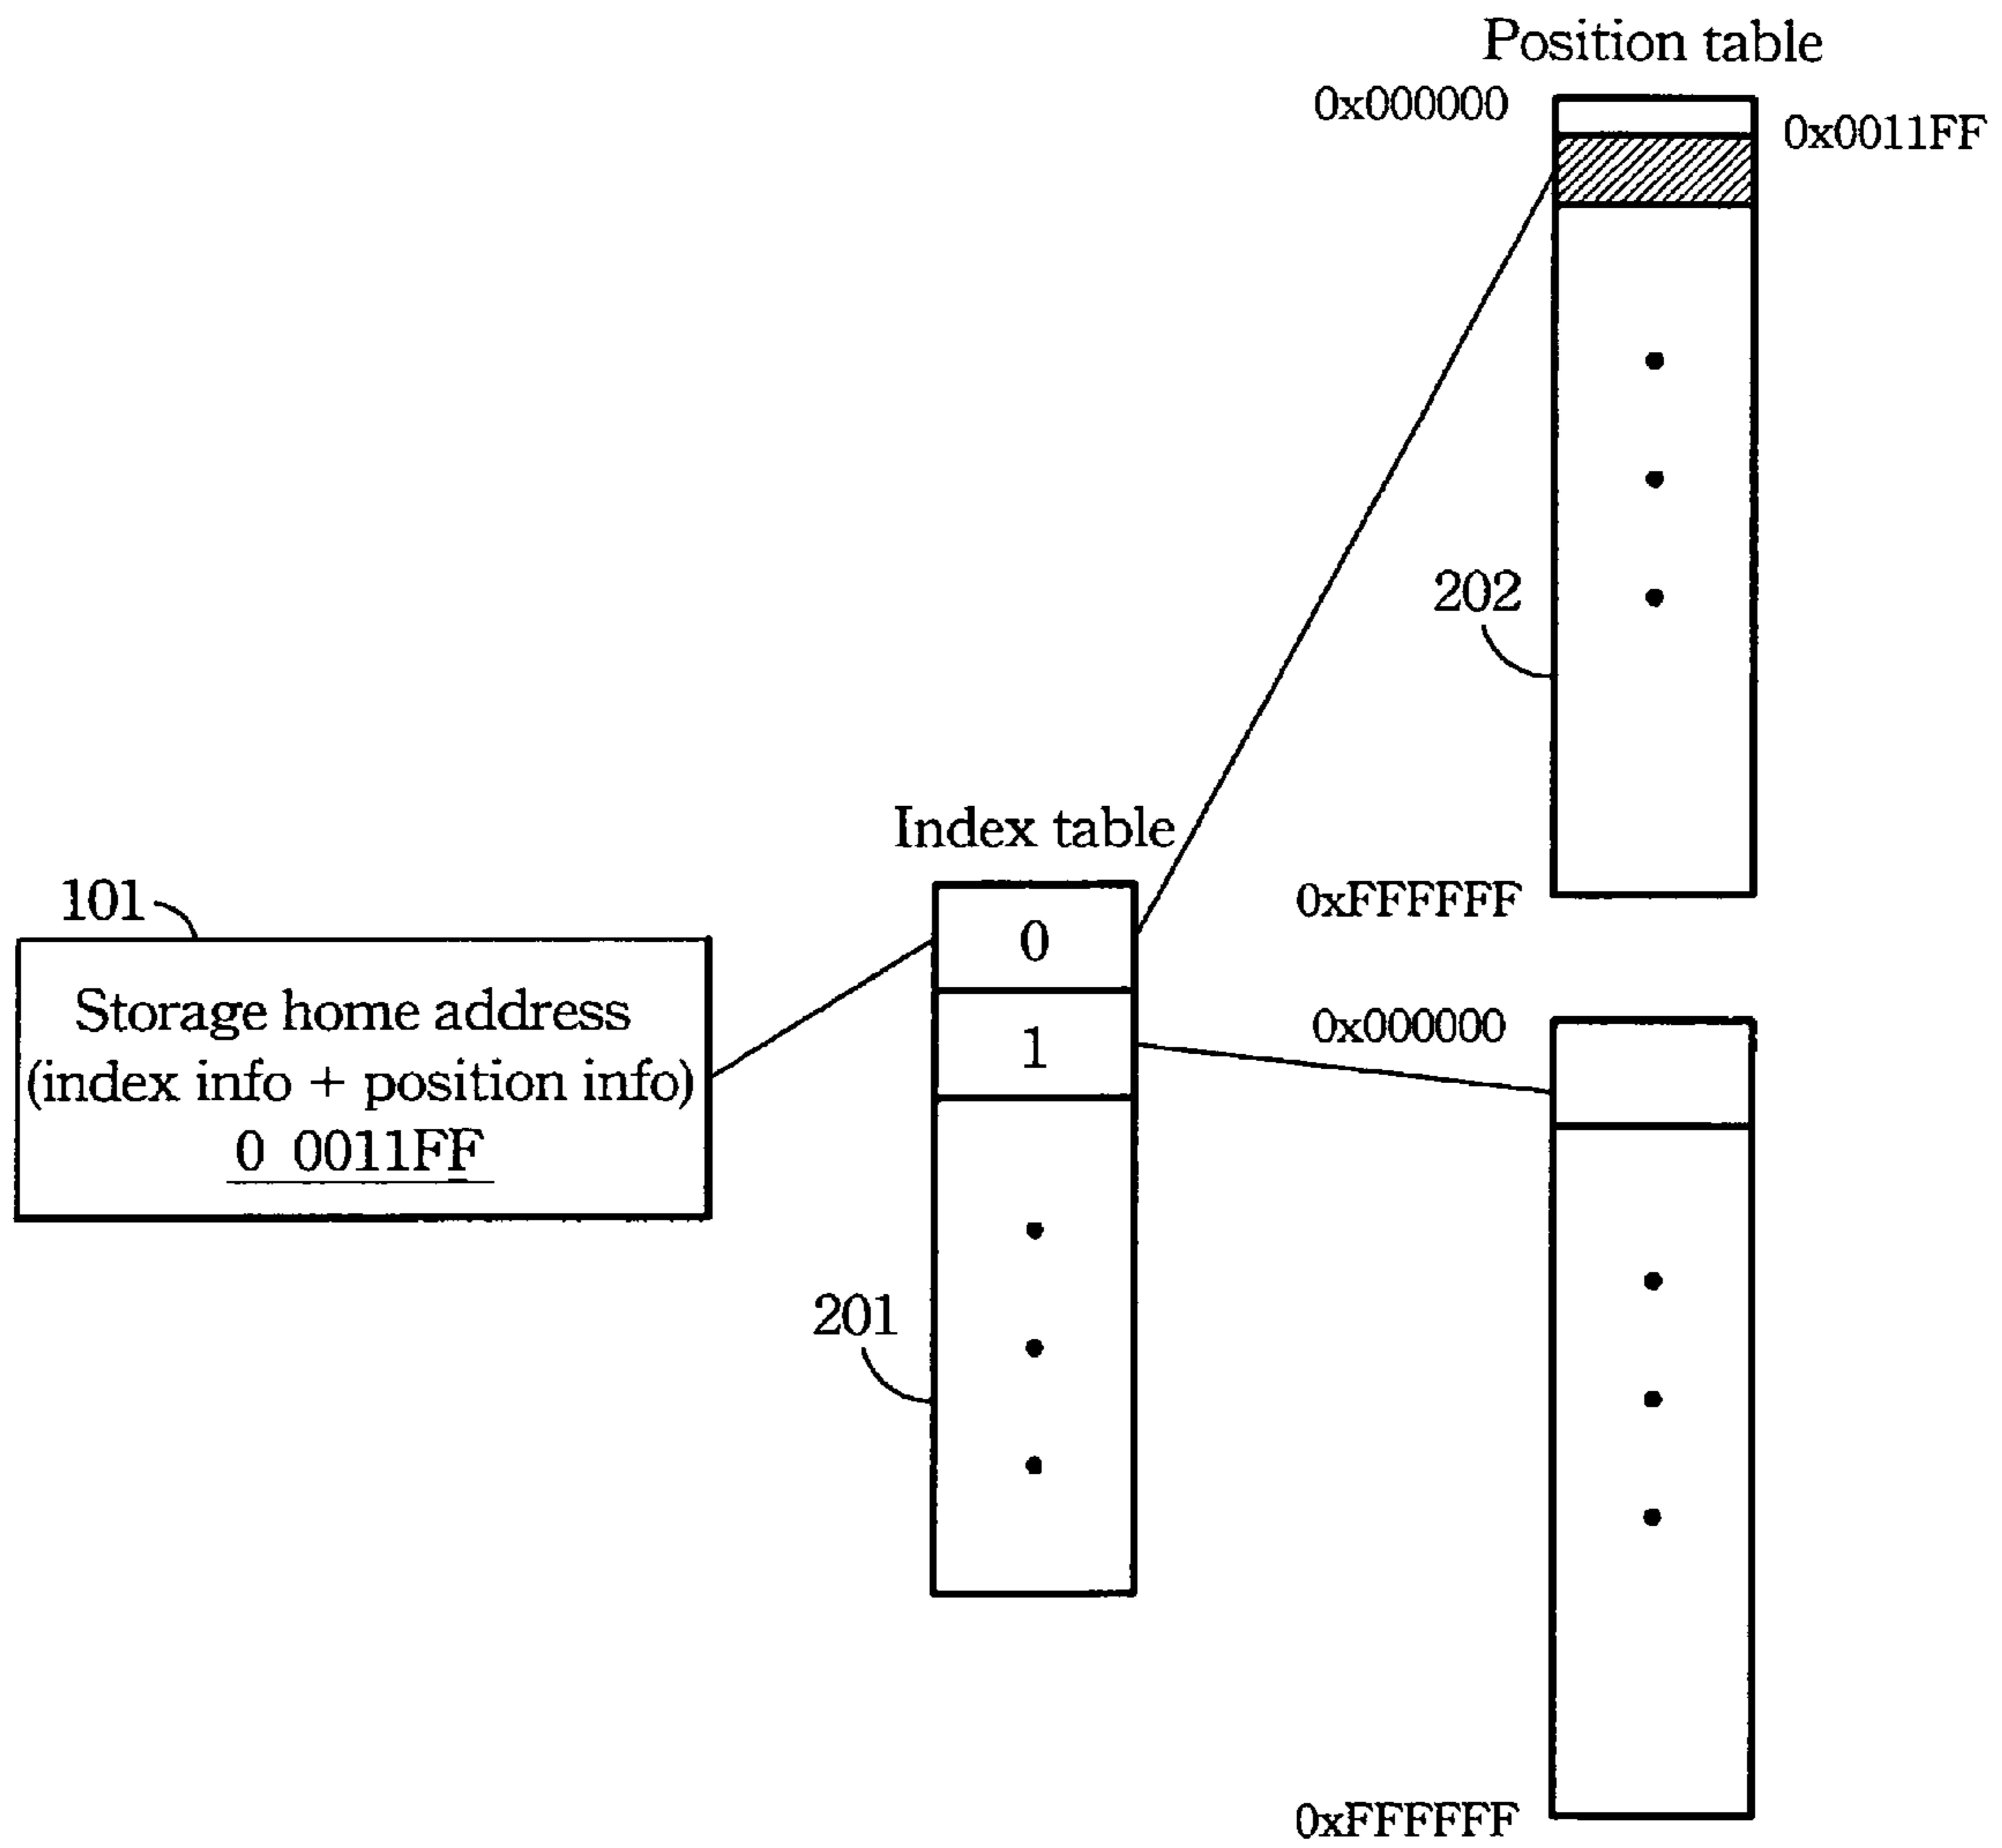 Position table
0x000000
0x0011FF
202
0xFFFFFF
Index table
0
1
201
101
Storage home address
(index info + position info)
0 0011FF
0x000000
0xFFFFFF